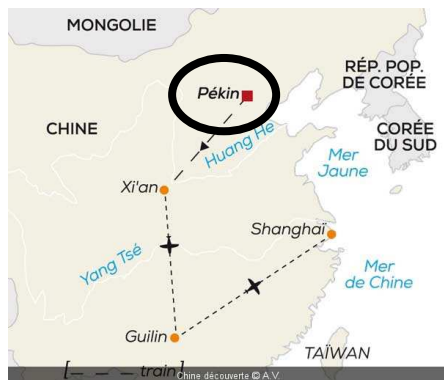 MONGOLIE
RÉP. POP.
DE CORÉE
Pékin
CHINE
Huang He
CORÉE
DU SUD
Mer
Jaune
Xi'an
Shanghaï
Yang Tsé
Mer
de Chine
Guilin
TAÏWAN
[- - - - train]
Chine découverte © A.V.